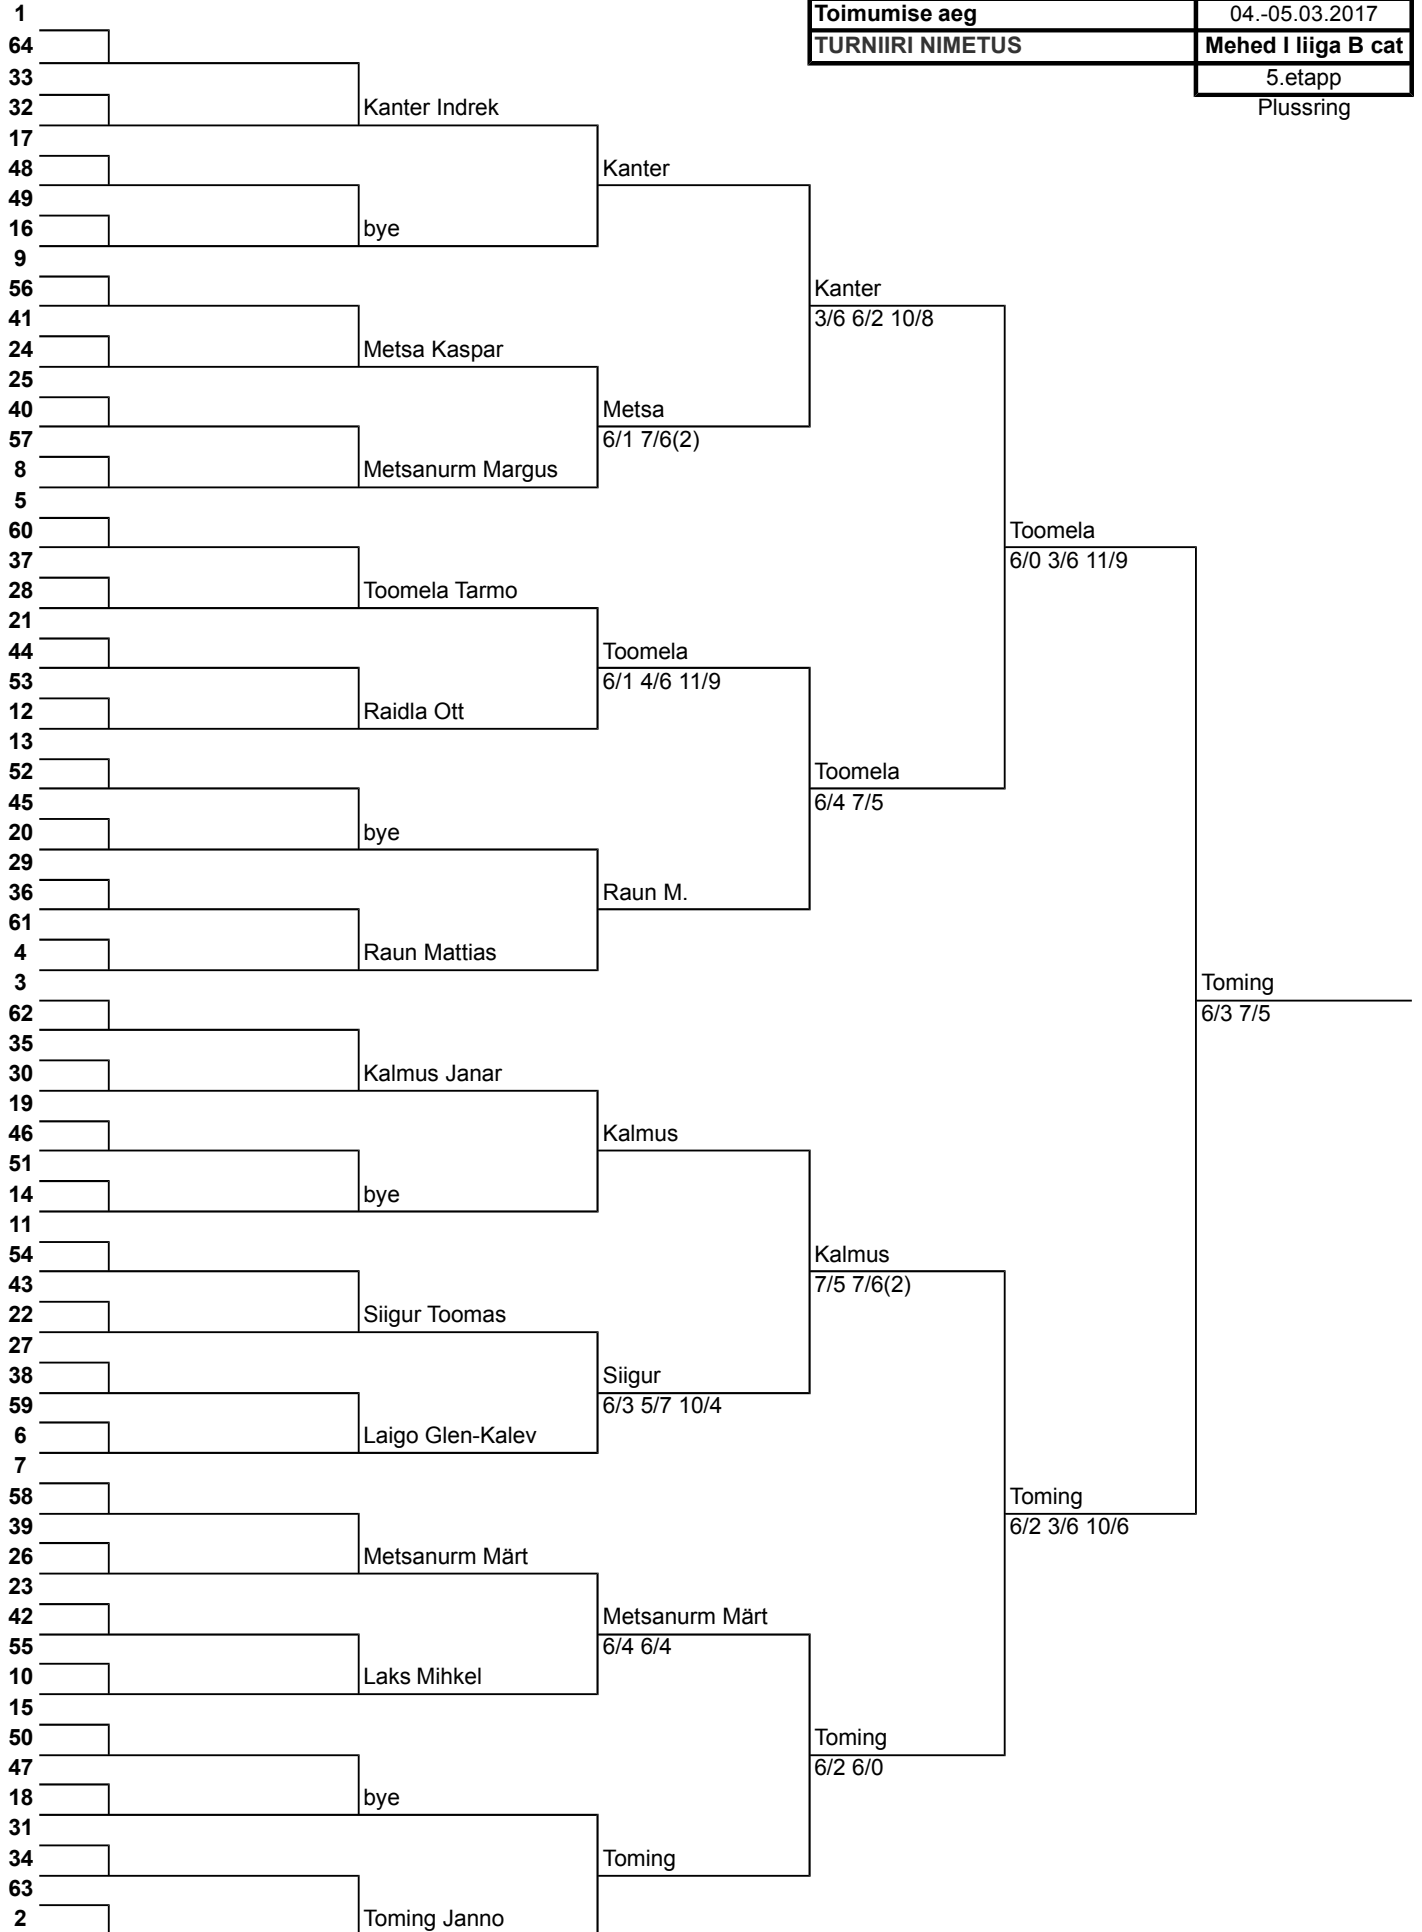 1
Toimumise aeg 04.-05.03.2017
64
TURNIIRI NIMETUS Mehed I liiga B cat
33
5.etapp
32
Kanter Indrek
Plussring
17
48
Kanter
49
16
bye
9
56
Kanter
41
3/6 6/2 10/8
24
Metsa Kaspar
25
40
Metsa
57
6/1 7/6(2)
8
Metsanurm Margus
5
60
Toomela
37
6/0 3/6 11/9
28
Toomela Tarmo
21
44
Toomela
53
6/1 4/6 11/9
12
Raidla Ott
13
52
Toomela
45
6/4 7/5
20
bye
29
36
Raun M.
61
4
Raun Mattias
3
Toming
62
6/3 7/5
35
30
Kalmus Janar
19
46
Kalmus
51
14
bye
11
54
Kalmus
43
7/5 7/6(2)
22
Siigur Toomas
27
38
Siigur
59
6/3 5/7 10/4
6
Laigo Glen-Kalev
7
58
Toming
39
6/2 3/6 10/6
26
Metsanurm Märt
23
42
Metsanurm Märt
55
6/4 6/4
10
Laks Mihkel
15
50
Toming
47
6/2 6/0
18
bye
31
34
Toming
63
2
Toming Janno